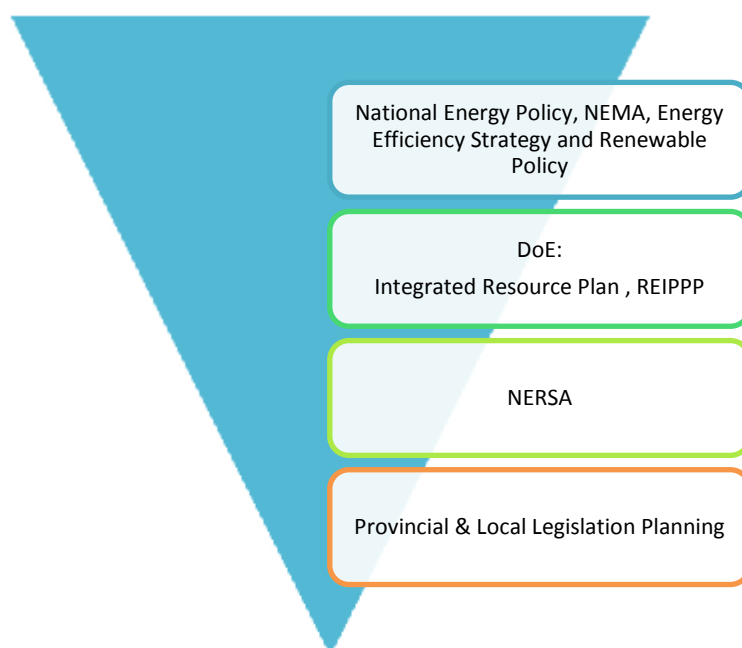 National Energy Policy, NEMA, Energy
Efficiency Strategy and Renewable
Policy
DoE:
Integrated Resource Plan , REIPPP
NERSA
Provincial & Local Legislation Planning